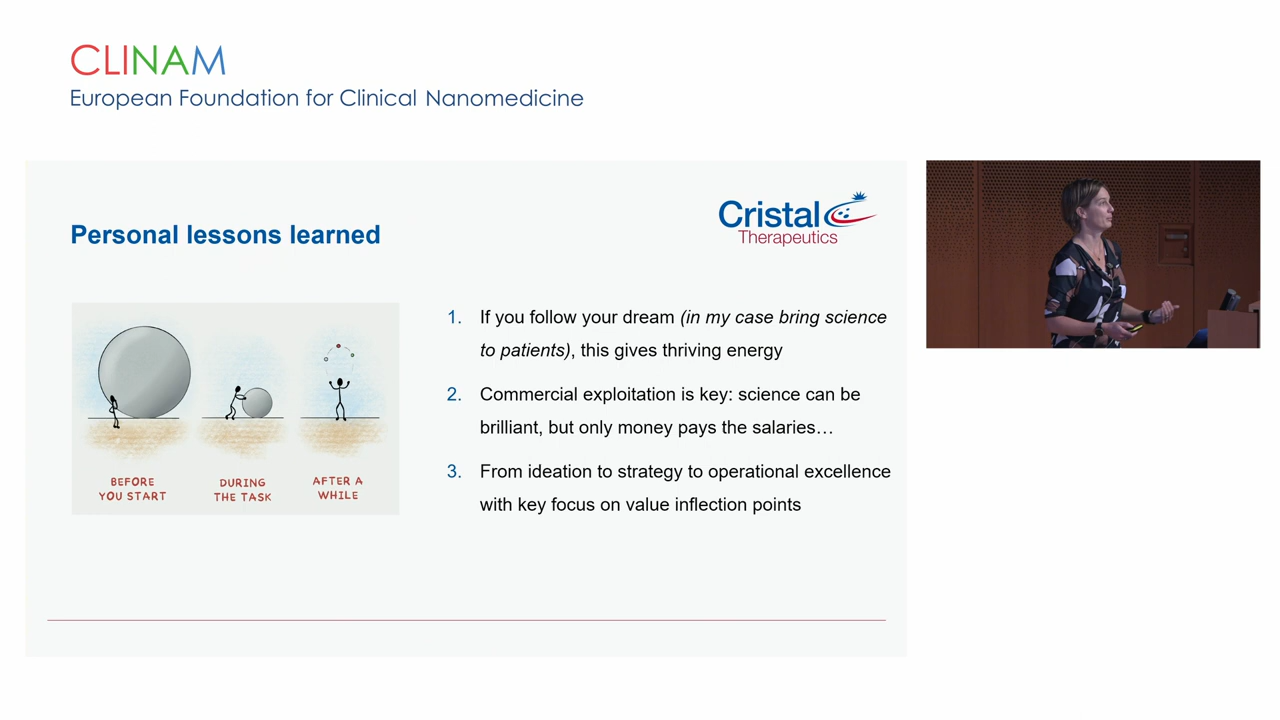 CLINAM
European Foundation for Clinical Nanomedicine
Cristal
Therapeutics
Personal lessons learned
BEFORE
YOU START
DURING
THE TASK
AFTER A
WHILE
1. If you follow your dream (in my case bring science
to patients), this gives thriving energy
2. Commercial exploitation is key: science can be
brilliant, but only money pays the salaries…
3. From ideation to strategy to operational excellence
with key focus on value inflection points